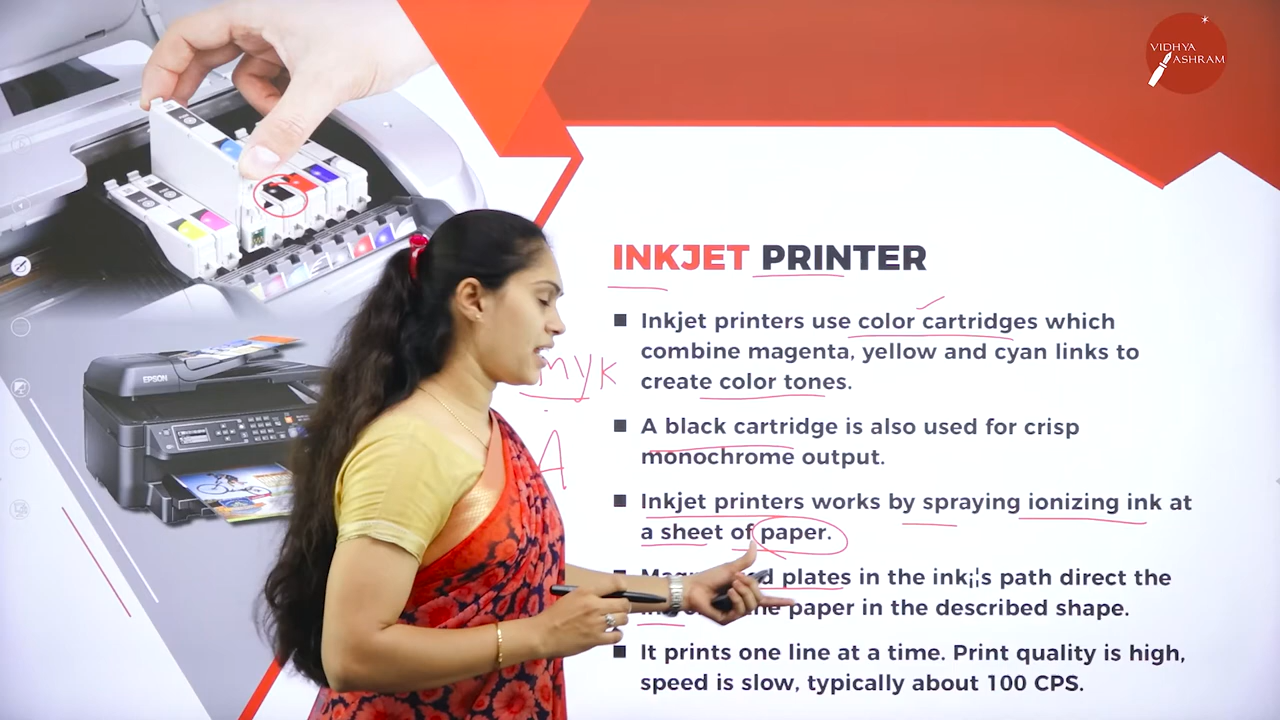 VIDHYA
ASHRAM
EPSON
INKJET PRINTER
Inkjet printers use color cartridges which
combine magenta, yellow and cyan links to
create color tones.
myk
A black cartridge is also used for crisp
monochrome output.
A
Inkjet printers works by spraying ionizing ink at
a sheet of paper.
plates in the ink¡¦s path direct the
paper in the described shape.
It prints one line at a time. Print quality is high,
speed is slow, typically about 100 CPS.